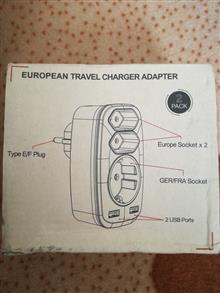 EUROPEAN TRAVEL CHARGER ADAPTER
2
PACK
Type E/F Plug
Europe Socket x 2
GER/FRA Socket
2 USB Ports